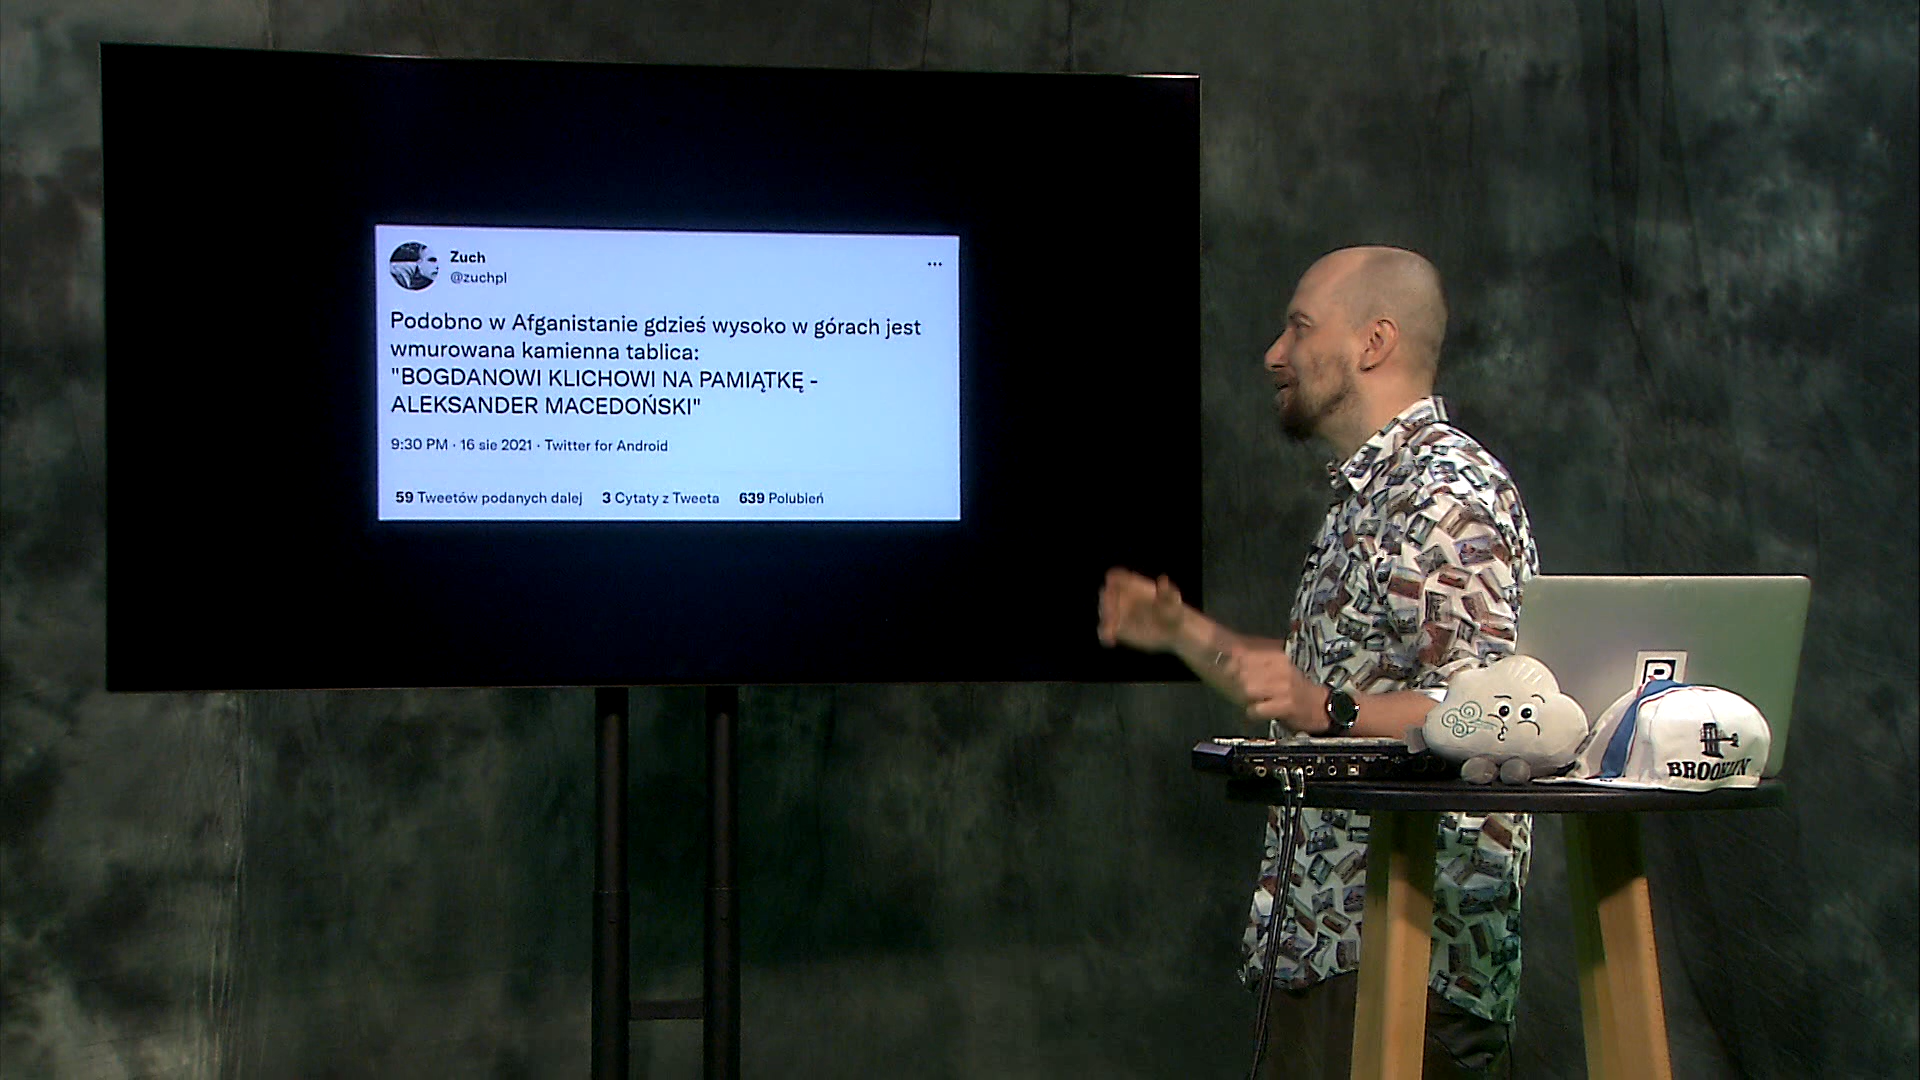 Zuch
@zuchpl
Podobno w Afganistanie gdzieś wysoko w górach jest
wmurowana kamienna tablica:
"BOGDANOWI KLICHOWI NA PAMIĄTKĘ -
ALEKSANDER MACEDOŃSKI"
9:30 PM · 16 sie 2021 · Twitter for Android
59 Tweetów podanych dalej 3 Cytaty z Tweeta 639 Polubień
BROOKLYN